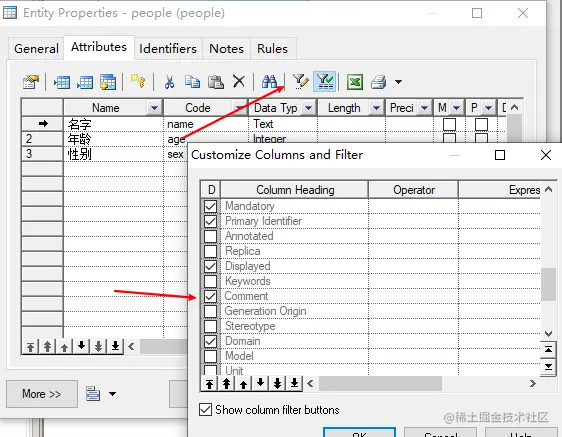 Entity Properties - people (people)
General Attributes Identifiers Notes Rules
Name Code Data Typ Length Preci M P D
名字 name Text
2 年龄 age Integer
3 性别 sex
Customize Columns and Filter
D Column Heading Operator Expre
Mandatory
Primary Identifier
Annotated
Replica
Displayed
Keywords
Comment
Generation Origin
Stereotype
Domain
Model
Unit
More >>
Show column filter buttons
OK Cancel Help
@稀土掘金技术社区